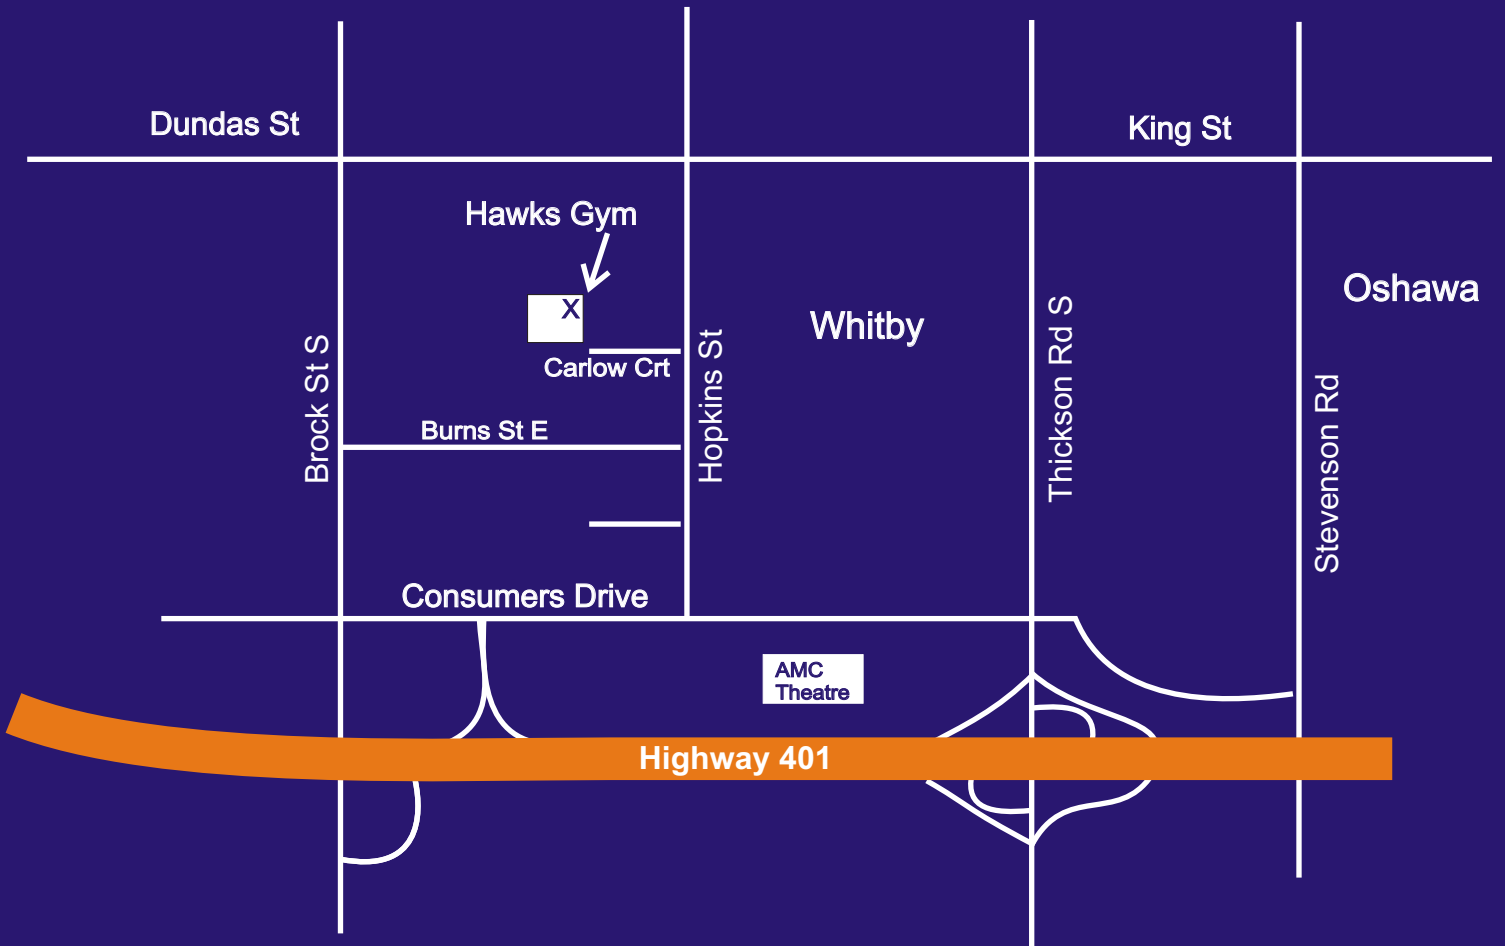 Dundas St
King St
Hawks Gym
X
Oshawa
Whitby
Carlow Crt
Brock St S
Hopkins St
Thickson Rd S
Stevenson Rd
Burns St E
Consumers Drive
AMC
Theatre
Highway 401